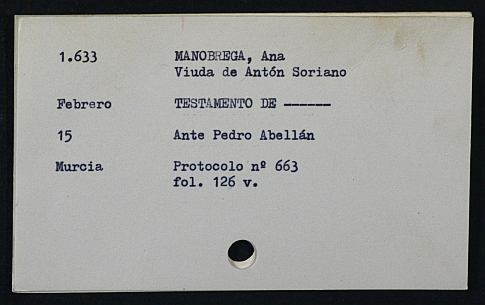 1.633 MANOBREGA, Ana
Viuda de Antón Soriano
Febrero TESTAMENTO DE ------
15 Ante Pedro Abellán
Murcia Protocolo nº 663
fol. 126 v.